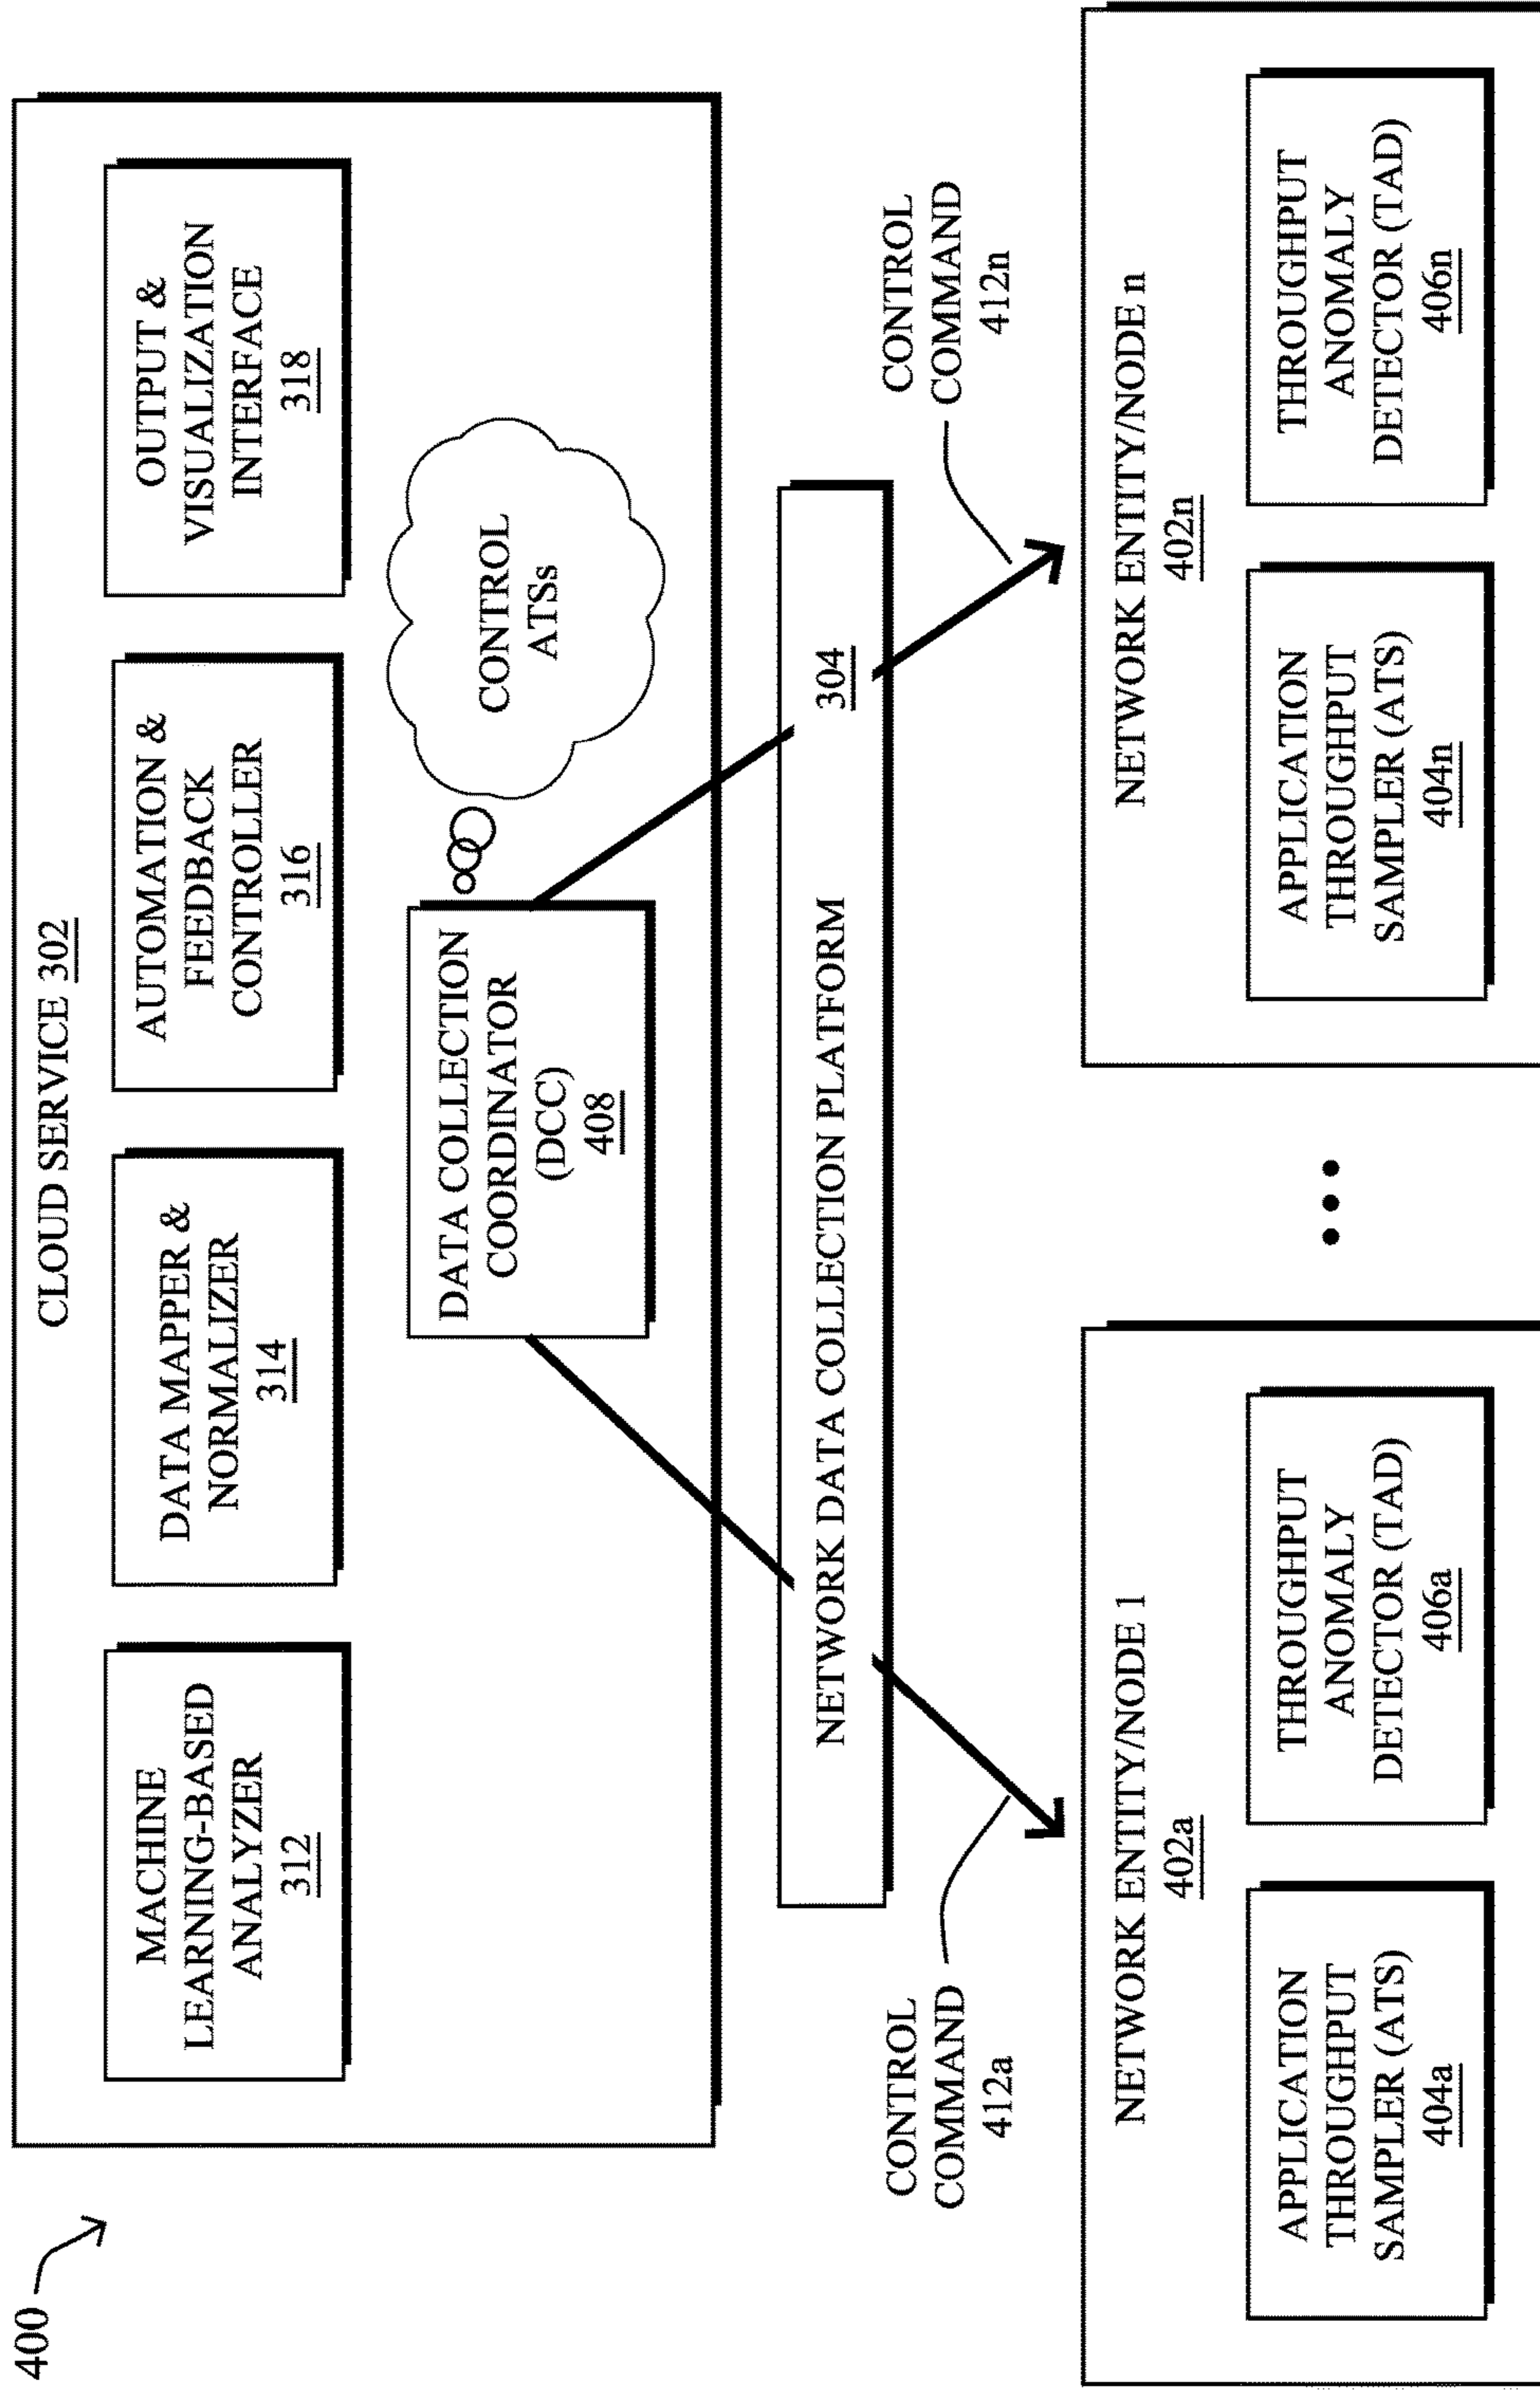 400
CLOUD SERVICE 302
MACHINE
LEARNING-BASED
ANALYZER
312
DATA MAPPER &
NORMALIZER
314
AUTOMATION &
FEEDBACK
CONTROLLER
316
OUTPUT &
VISUALIZATION
INTERFACE
318
DATA COLLECTION
COORDINATOR
(DCC)
408
CONTROL
ATSs
NETWORK DATA COLLECTION PLATFORM
304
CONTROL
COMMAND
412a
CONTROL
COMMAND
412n
NETWORK ENTITY/NODE 1
402a
APPLICATION
THROUGHPUT
SAMPLER (ATS)
404a
THROUGHPUT
ANOMALY
DETECTOR (TAD)
406a
NETWORK ENTITY/NODE n
402n
APPLICATION
THROUGHPUT
SAMPLER (ATS)
404n
THROUGHPUT
ANOMALY
DETECTOR (TAD)
406n